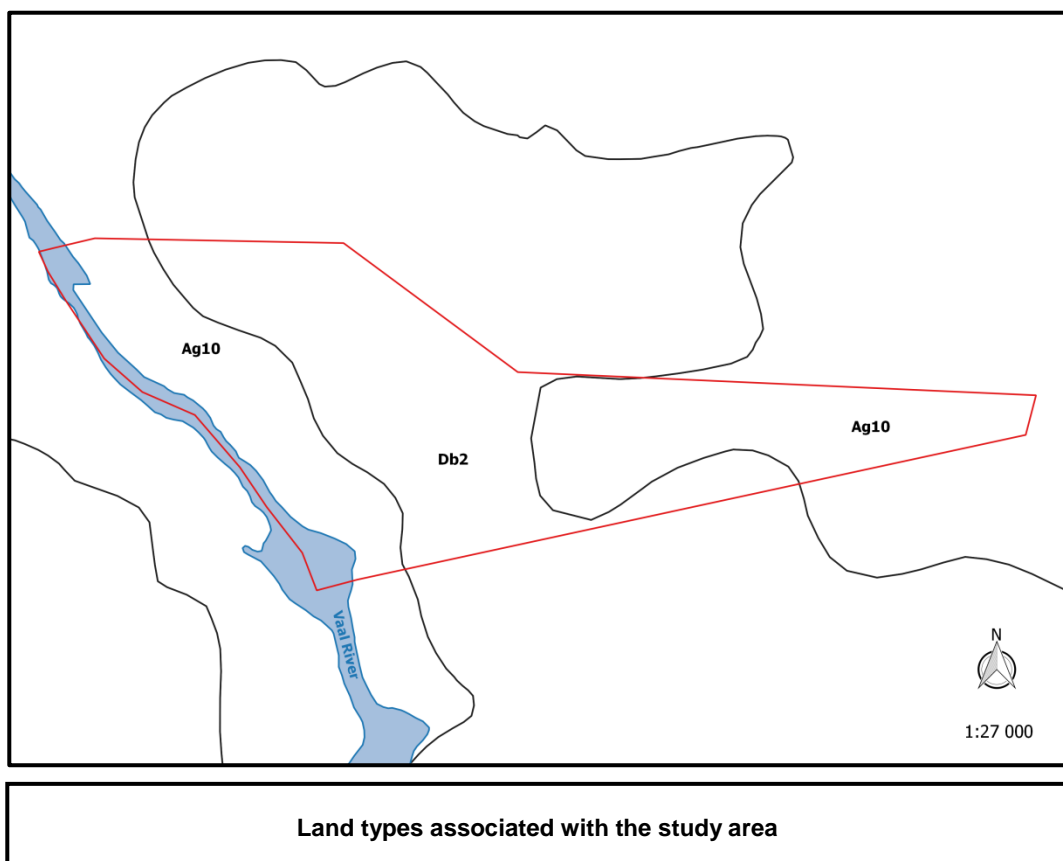 Ag10
Ag10
Db2
Vaal River
N
1:27 000
Land types associated with the study area